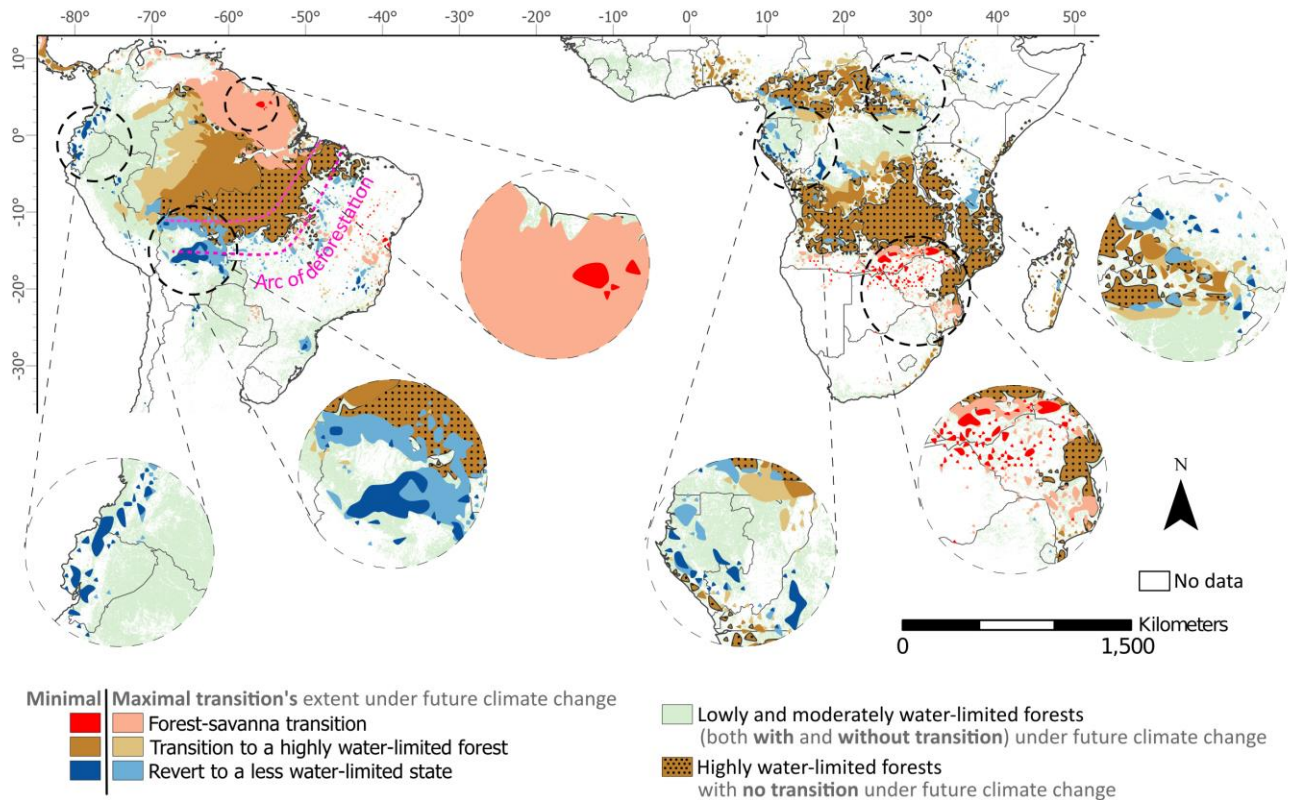 -80° -70° -60° -50° -40° -30° -20° -10° 0° 10° 20° 30° 40° 50°
10°
0°
-10°
-20°
-30°
Arc of deforestation
N
No data
Kilometers
0 1,500
Minimal Maximal transition's extent under future climate change
Forest-savanna transition
Transition to a highly water-limited forest
Revert to a less water-limited state
Lowly and moderately water-limited forests
(both with and without transition) under future climate change
Highly water-limited forests
with no transition under future climate change